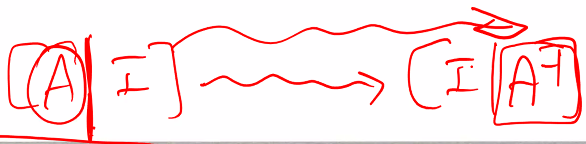 [A | I] → [I | A⁻¹]